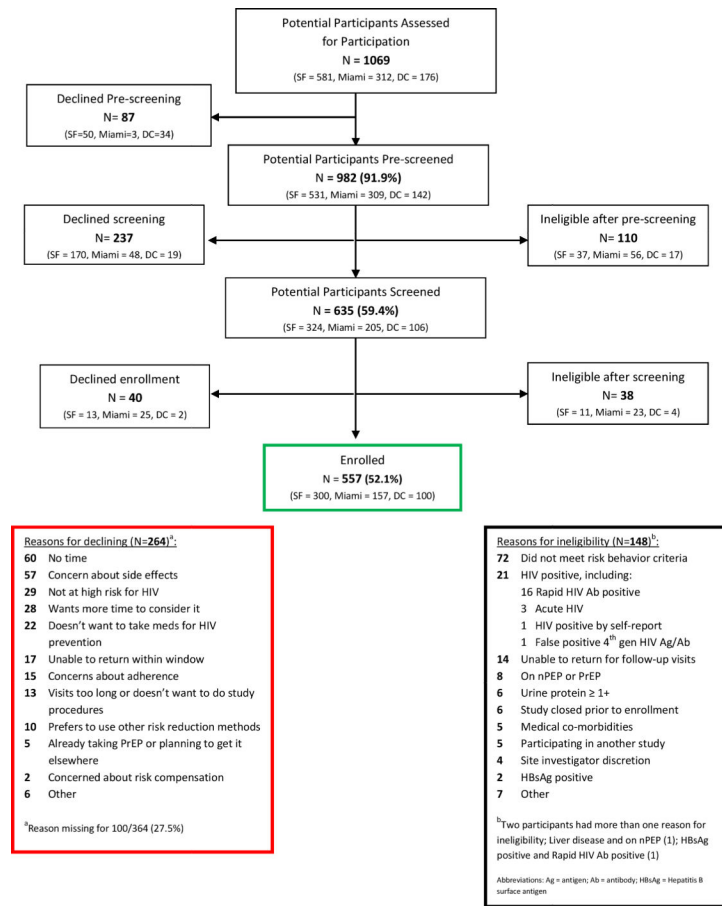 Potential Participants Assessed
for Participation
N = 1069
(SF = 581, Miami = 312, DC = 176)
Declined Pre-screening
N= 87
(SF=50, Miami=3, DC=34)
Potential Participants Pre-screened
N = 982 (91.9%)
(SF = 531, Miami = 309, DC = 142)
Declined screening
N= 237
(SF = 170, Miami = 48, DC = 19)
Ineligible after pre-screening
N= 110
(SF = 37, Miami = 56, DC = 17)
Potential Participants Screened
N = 635 (59.4%)
(SF = 324, Miami = 205, DC = 106)
Declined enrollment
N = 40
(SF = 13, Miami = 25, DC = 2)
Ineligible after screening
N= 38
(SF = 11, Miami = 23, DC = 4)
Enrolled
N = 557 (52.1%)
(SF = 300, Miami = 157, DC = 100)
Reasons for declining (N=264)a:
60 No time
57 Concern about side effects
29 Not at high risk for HIV
28 Wants more time to consider it
22 Doesn't want to take meds for HIV
prevention
17 Unable to return within window
15 Concerns about adherence
13 Visits too long or doesn't want to do study
procedures
10 Prefers to use other risk reduction methods
5 Already taking PrEP or planning to get it
elsewhere
2 Concerned about risk compensation
6 Other
aReason missing for 100/364 (27.5%)
Reasons for ineligibility (N=148)b:
72 Did not meet risk behavior criteria
21 HIV positive, including:
16 Rapid HIV Ab positive
3 Acute HIV
1 HIV positive by self-report
1 False positive 4th gen HIV Ag/Ab
14 Unable to return for follow-up visits
8 On nPEP or PrEP
6 Urine protein ≥ 1+
6 Study closed prior to enrollment
5 Medical co-morbidities
5 Participating in another study
4 Site investigator discretion
2 HBsAg positive
7 Other
bTwo participants had more than one reason for
ineligibility; Liver disease and on nPEP (1); HBsAg
positive and Rapid HIV Ab positive (1)
Abbreviations: Ag = antigen; Ab = antibody; HBsAg = Hepatitis B
surface antigen